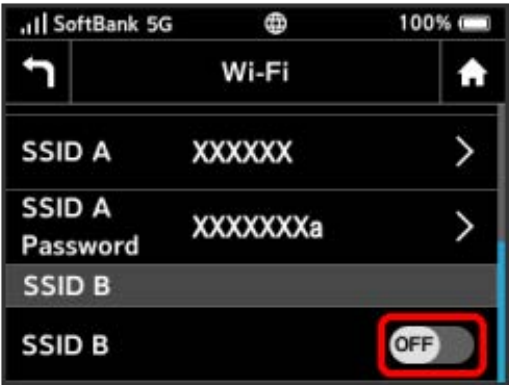 SoftBank 5G 100%
Wi-Fi
SSID A XXXXXX
SSID A
Password XXXXXXXa
SSID B
SSID B OFF